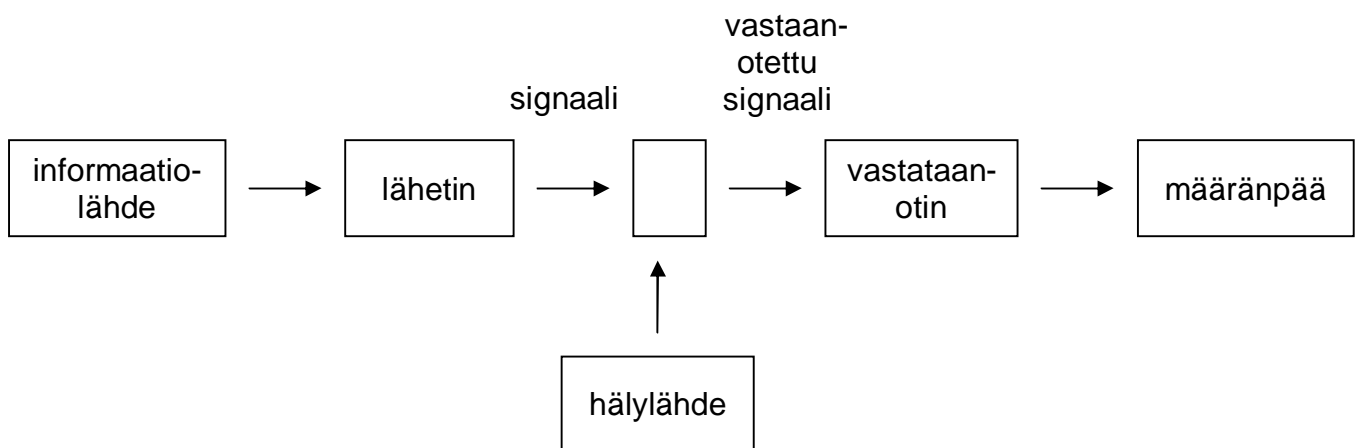 vastaan-
otettu
signaali
signaali
informaatio-
lähde
lähetin
vastataan-
otin
määränpää
hälylähde